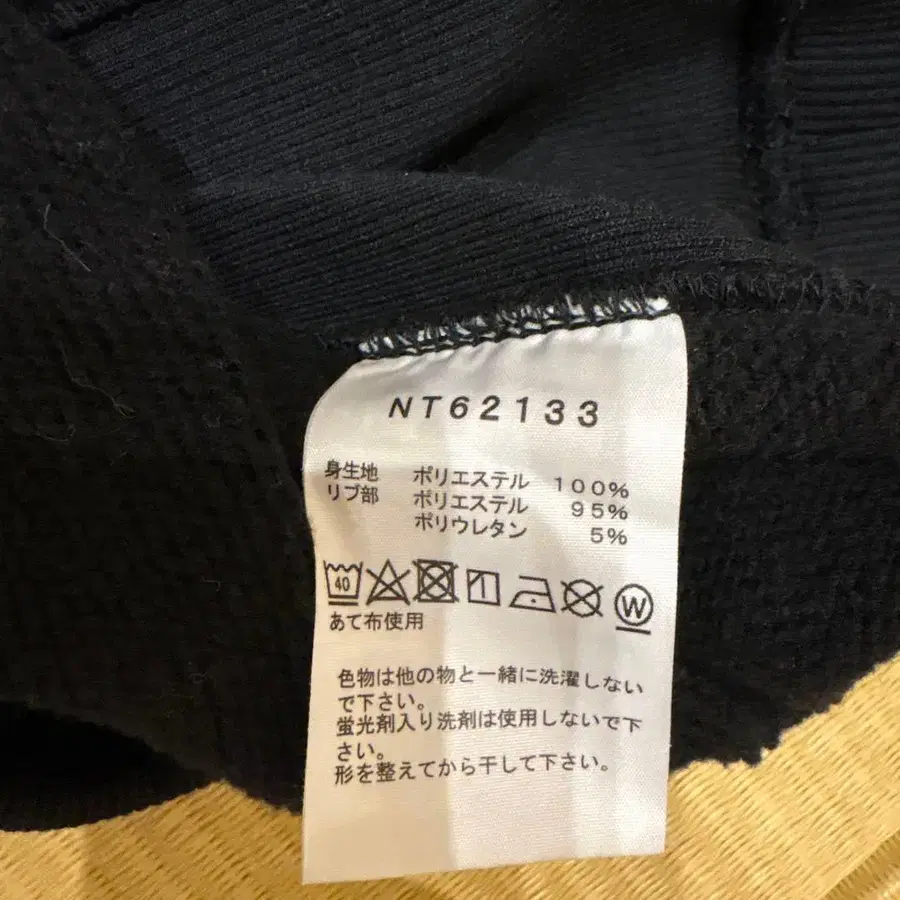 NT62133
身生地 ポリエステル 100%
リブ部 ポリエステル 95%
ポリウレタン 5%
40 W
あて布使用
色物は他の物と一緒に洗濯しない
で下さい。
蛍光剤入り洗剤は使用しないで下
さい。
形を整えてから干して下さい。